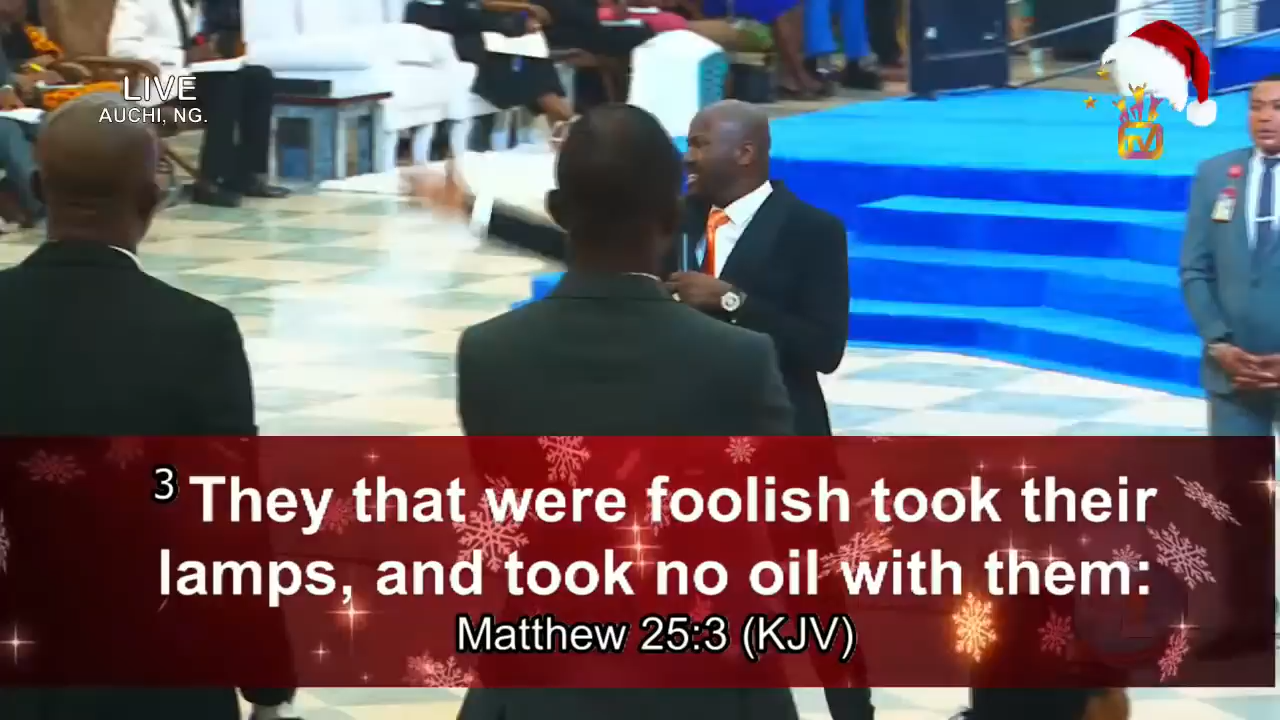 LIVE
AUCHI, NG.
TV
3 They that were foolish took their
lamps, and took no oil with them:
Matthew 25:3 (KJV)